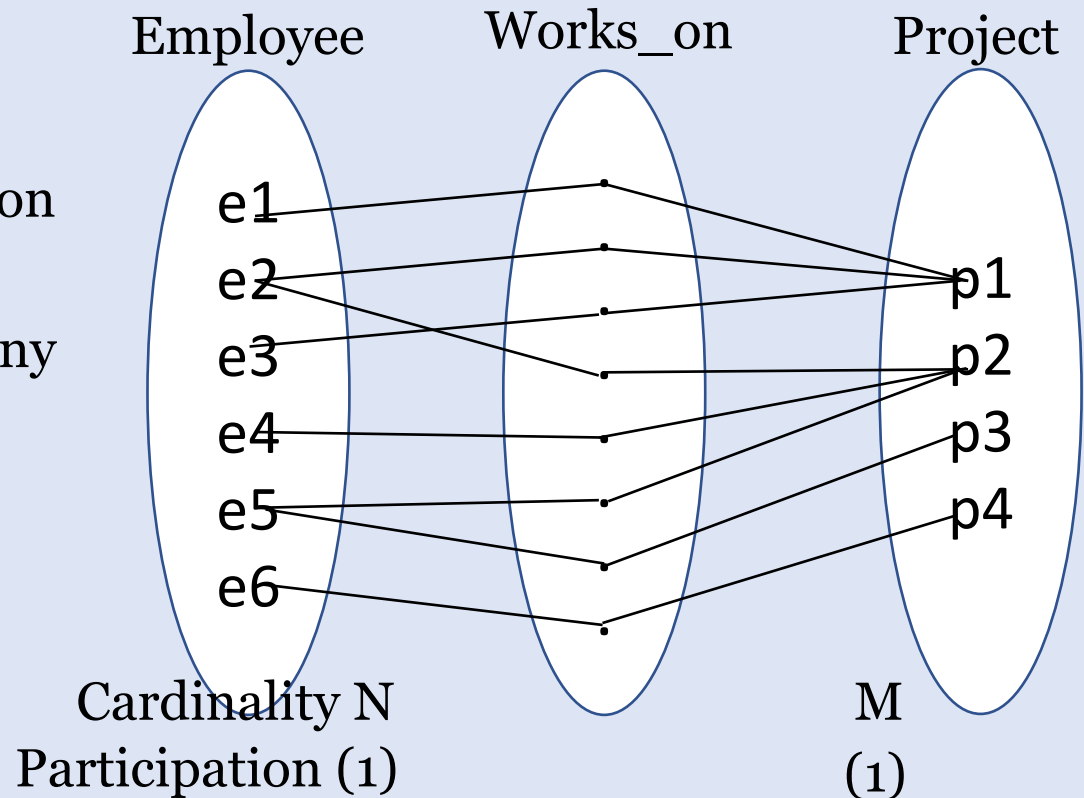 Employee Works_on Project
on
ny
e1
e2
e3
e4
e5
e6
p1
p2
p3
p4
Cardinality N M
Participation (1) (1)